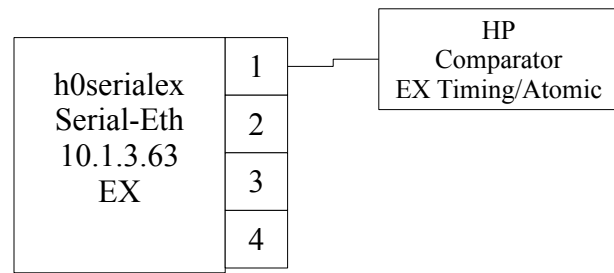 h0serialex
Serial-Eth
10.1.3.63
EX
1
2
3
4
HP
Comparator
EX Timing/Atomic